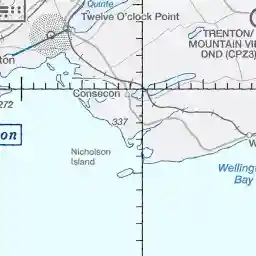 Quinte
Twelve O'clock Point
TRENTON/
MOUNTAIN VIE
DND (CPZ3)
ton
272
Consecon
337
on
W
Nicholson
Island
Wellingt
Bay